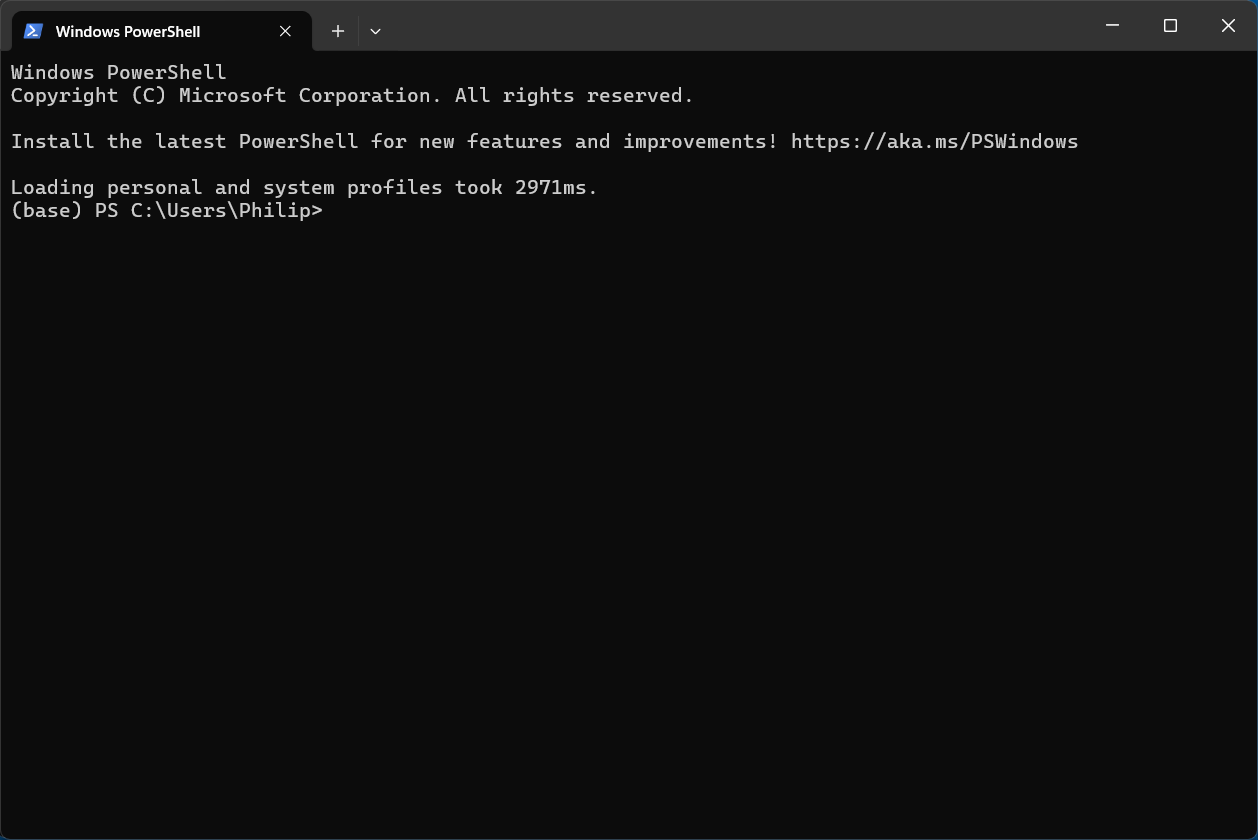 Windows PowerShell
Windows PowerShell
Copyright (C) Microsoft Corporation. All rights reserved.
Install the latest PowerShell for new features and improvements! https://aka.ms/PSWindows
Loading personal and system profiles took 2971ms.
(base) PS C:\Users\Philip>